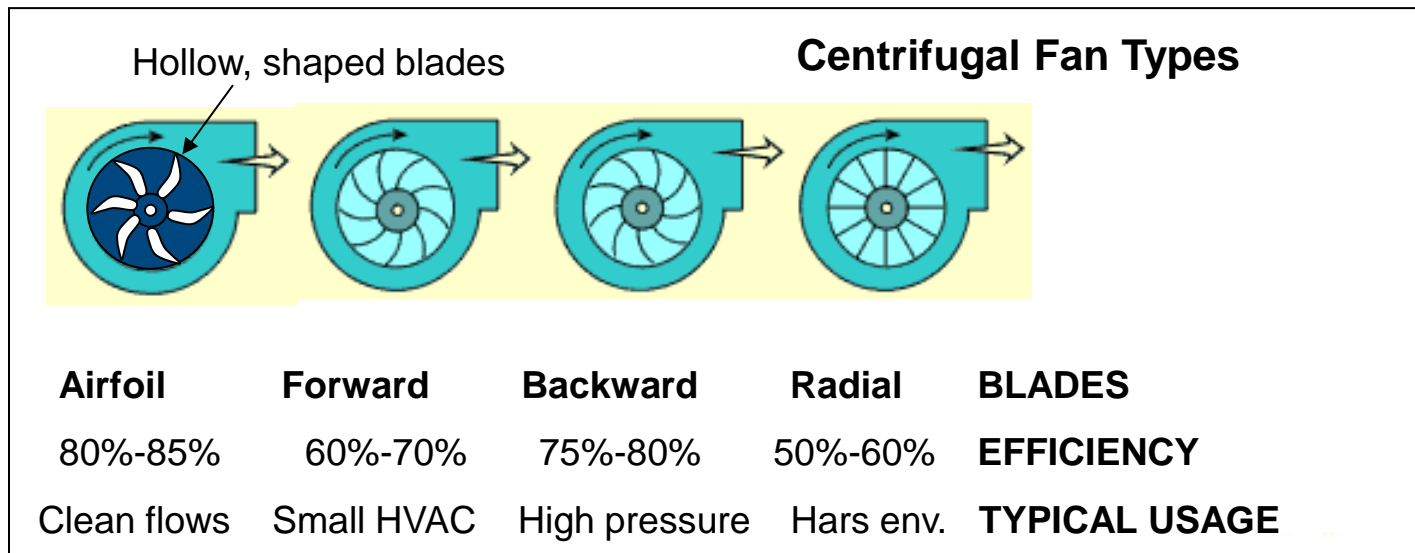 Centrifugal Fan Types
Hollow, shaped blades
Airfoil Forward Backward Radial BLADES
80%-85% 60%-70% 75%-80% 50%-60% EFFICIENCY
Clean flows Small HVAC High pressure Hars env. TYPICAL USAGE